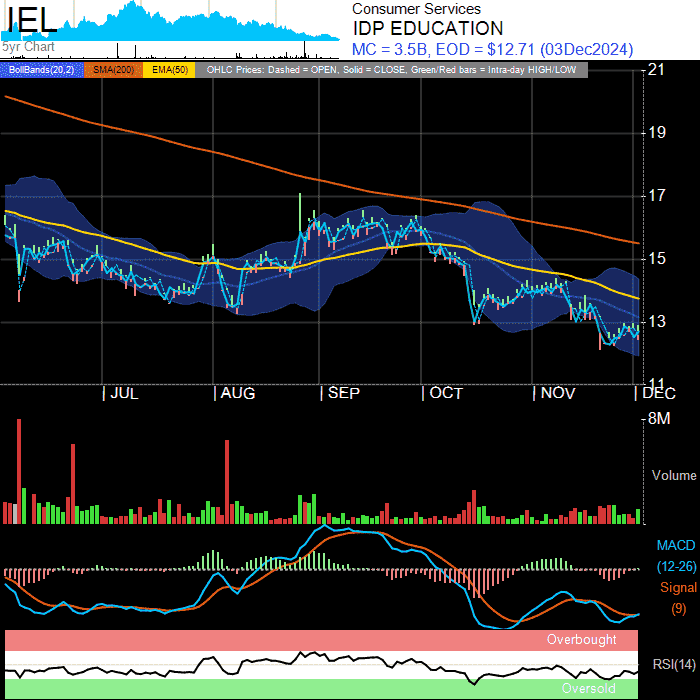 IEL
5yr Chart
Consumer Services
IDP EDUCATION
MC = 3.5B, EOD = $12.71 (03Dec2024)
BollBands(20,2) SMA(200) EMA(50) OHLC Prices: Dashed = OPEN, Solid = CLOSE, Green/Red bars = Intra-day HIGH/LOW
21
19
17
15
13
11
JUL AUG SEP OCT NOV DEC
8M
Volume
MACD
(12-26)
Signal
(9)
Overbought
RSI(14)
Oversold